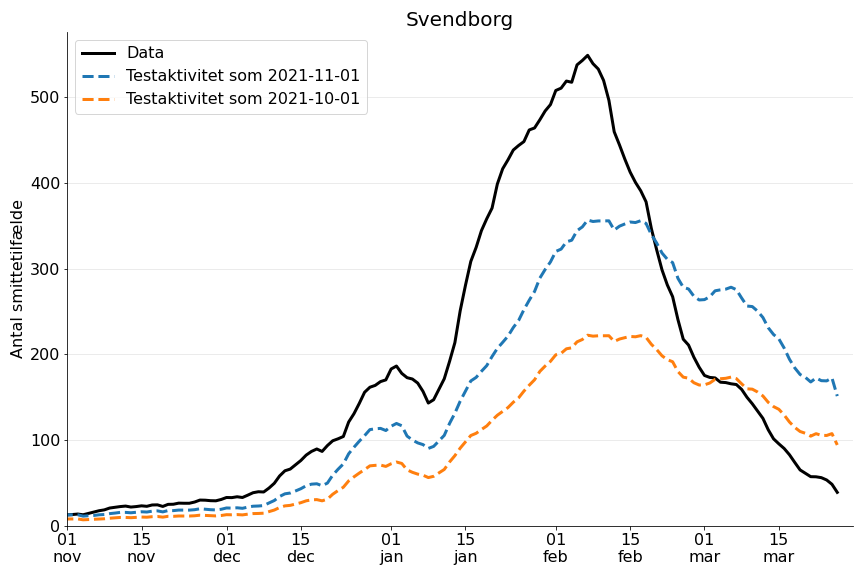 Svendborg
Data
Testaktivitet som 2021-11-01
Testaktivitet som 2021-10-01
Antal smittetilfælde
500
400
300
200
100
0
01 15 01 15 01 15 01 15 01 15
nov nov dec dec jan jan feb feb mar mar